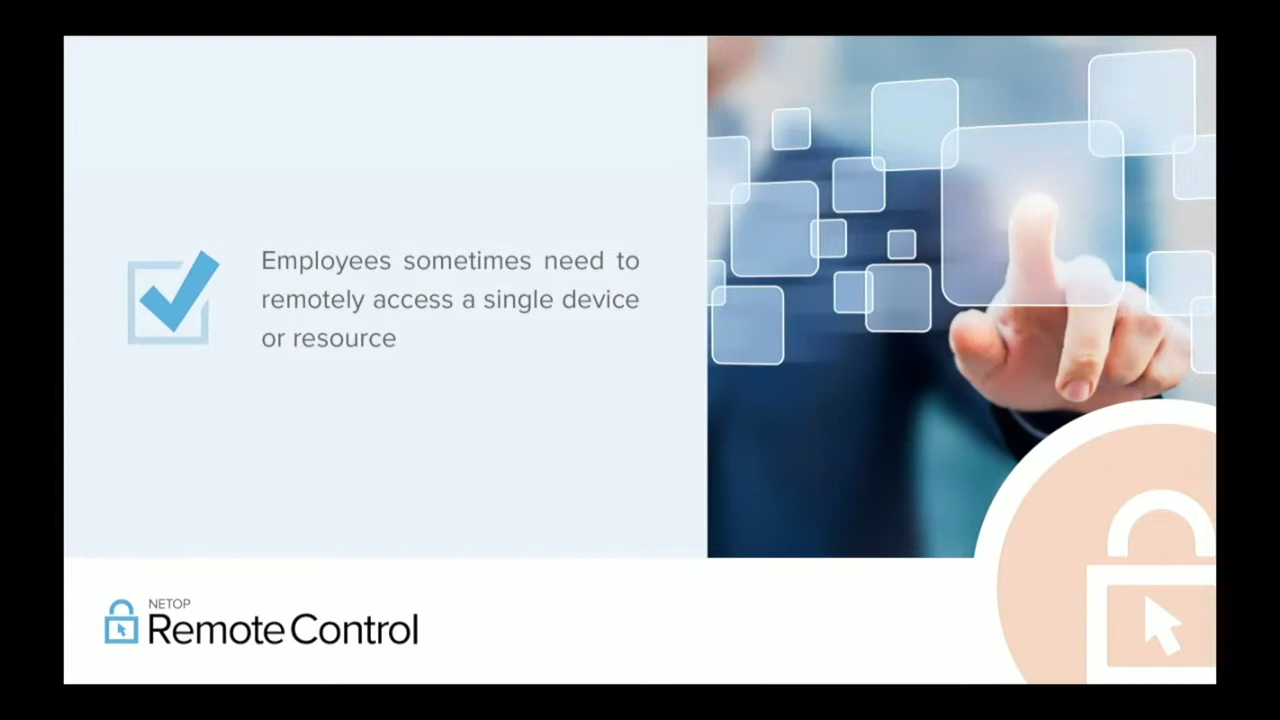 Employees sometimes need to
remotely access a single device
or resource
NETOP
Remote Control